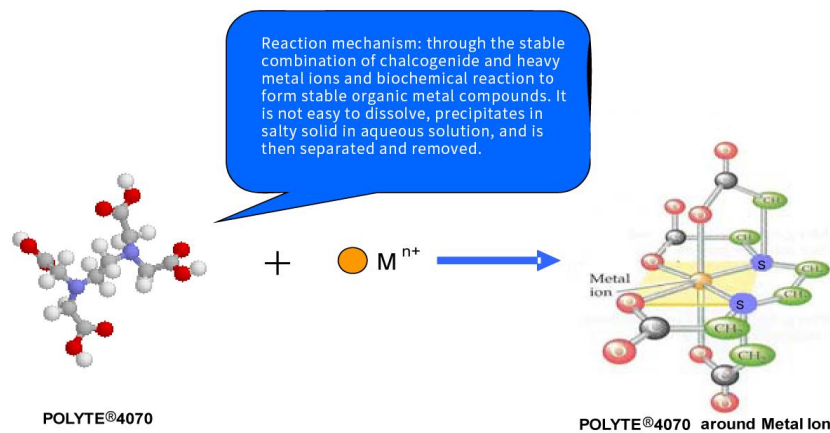 Reaction mechanism: through the stable
combination of chalcogenide and heavy
metal ions and biochemical reaction to
form stable organic metal compounds. It
is not easy to dissolve, precipitates in
salty solid in aqueous solution, and is
then separated and removed.
+
M n+
Metal
ion
S
S
CH₂
CH₂
POLYTE®4070
POLYTE®4070 around Metal Ion